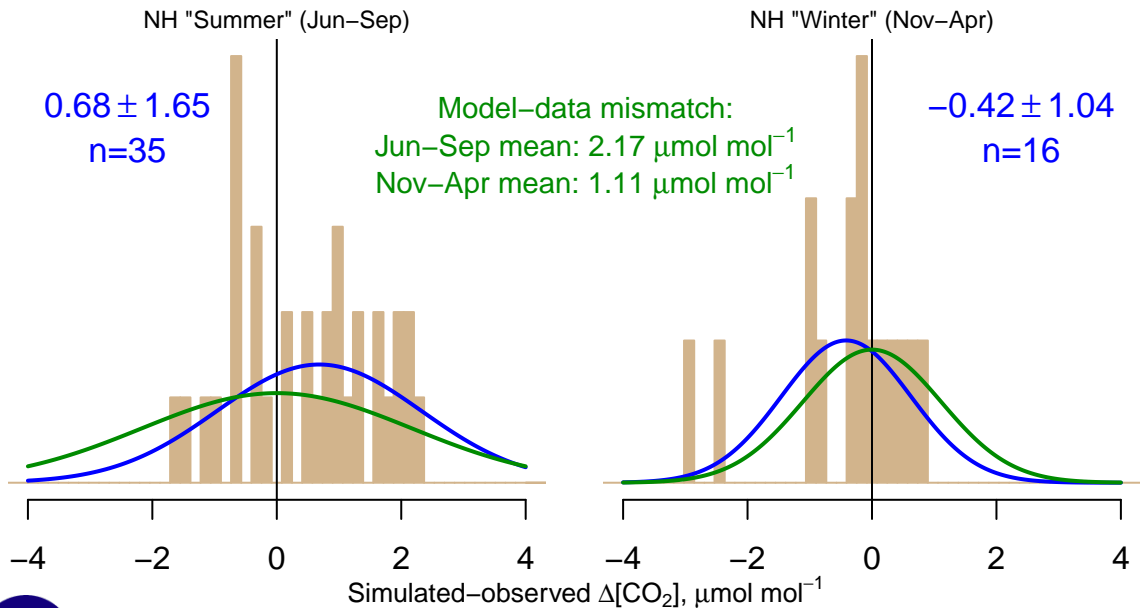 NH "Summer" (Jun−Sep)
NH "Winter" (Nov−Apr)
0.68 ± 1.65
n=35
Model−data mismatch:
Jun−Sep mean: 2.17 μmol mol⁻¹
Nov−Apr mean: 1.11 μmol mol⁻¹
−0.42 ± 1.04
n=16
−4 −2 0 2 4
−4 −2 0 2 4
Simulated−observed Δ[CO₂], μmol mol⁻¹